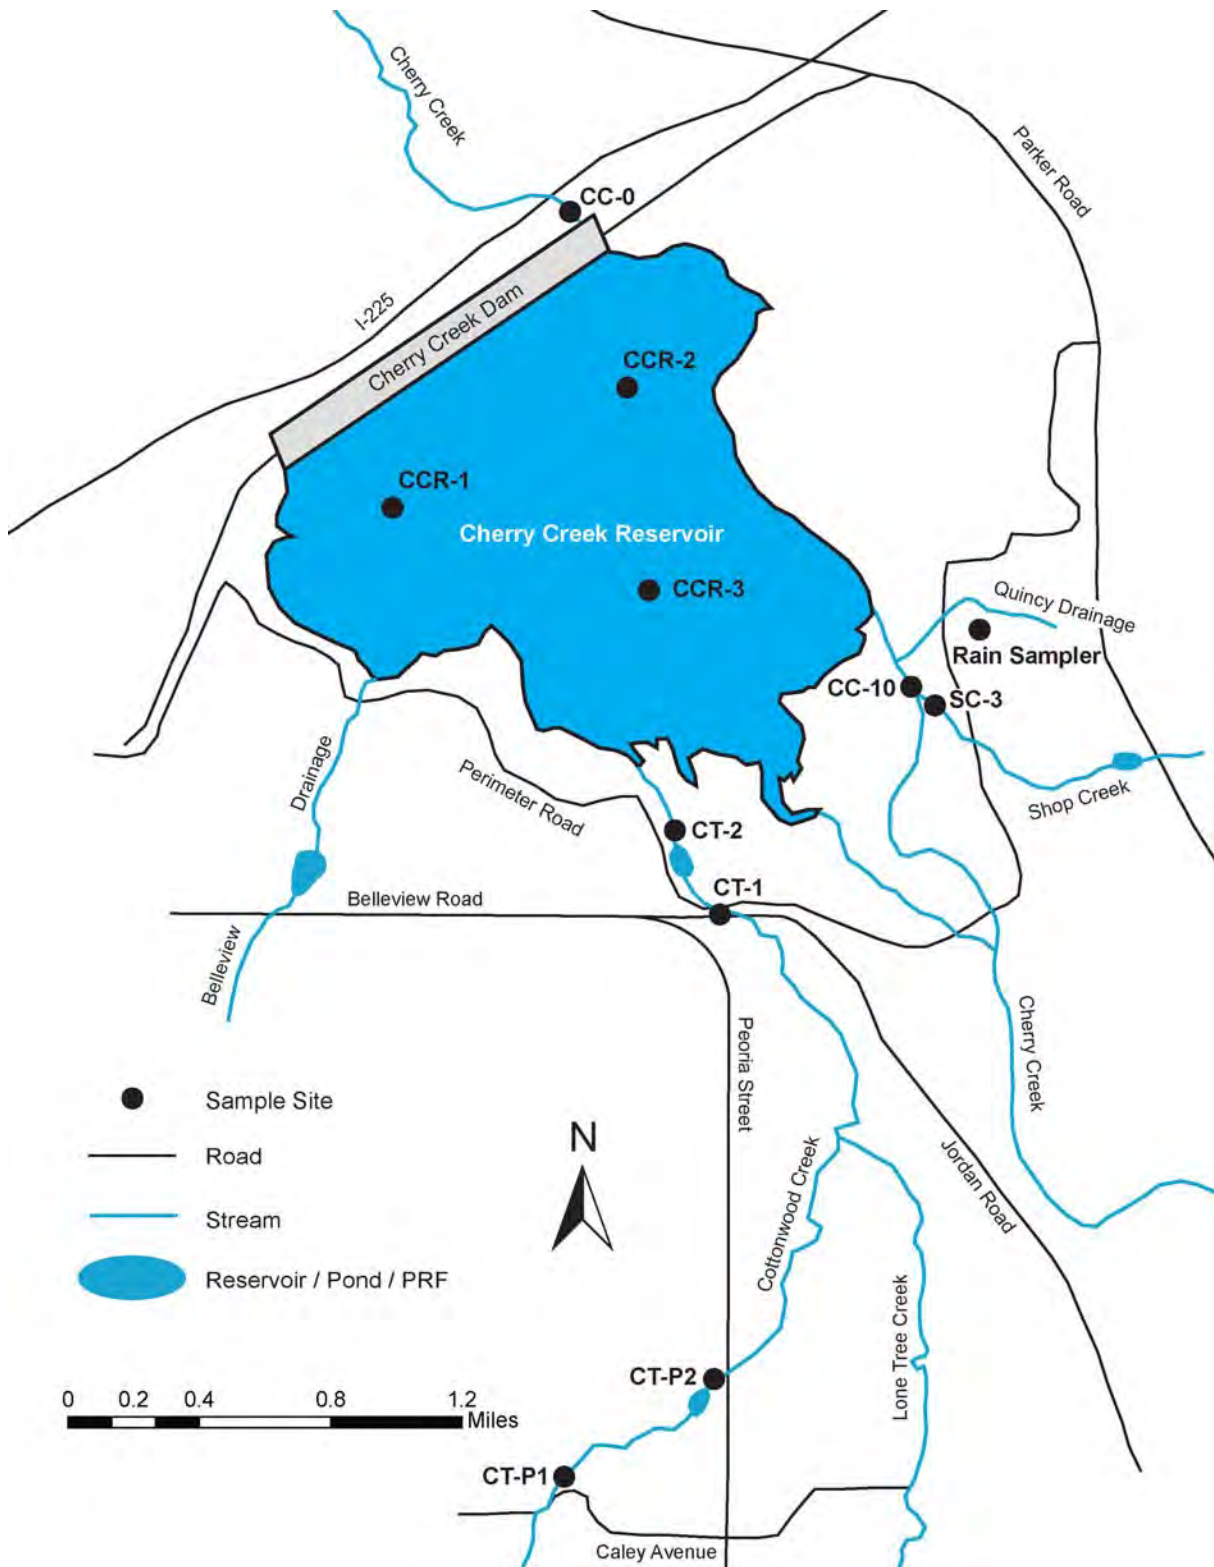 Cherry Creek
Parker Road
CC-0
I-225
Cherry Creek Dam
CCR-2
CCR-1
Cherry Creek Reservoir
CCR-3
Quincy Drainage
Rain Sampler
CC-10
SC-3
Shop Creek
Drainage
Perimeter Road
CT-2
CT-1
Belleview Road
Belleview
Peoria Street
Cherry Creek
Sample Site
Road
Stream
Reservoir / Pond / PRF
N
Cottonwood Creek
Jordan Road
Lone Tree Creek
CT-P2
0 0.2 0.4 0.8 1.2
Miles
CT-P1
Caley Avenue